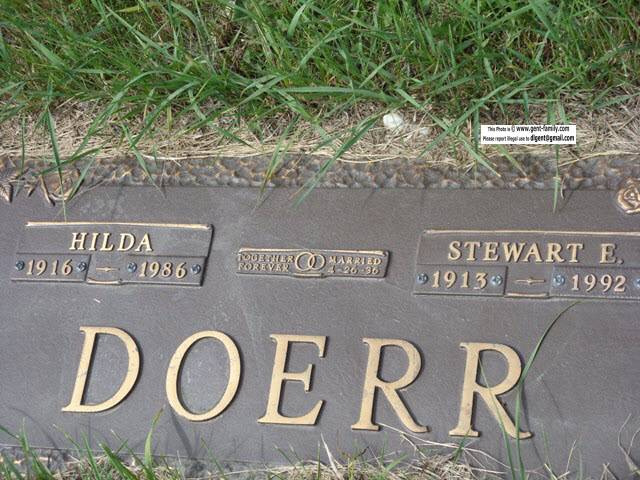 This Photo is © www.gent-family.com
Please report illegal use to digent@gmail.com
HILDA
1916 1986
TOGETHER FOREVER
MARRIED 4-26-36
STEWART E.
1913 1992
DOERR